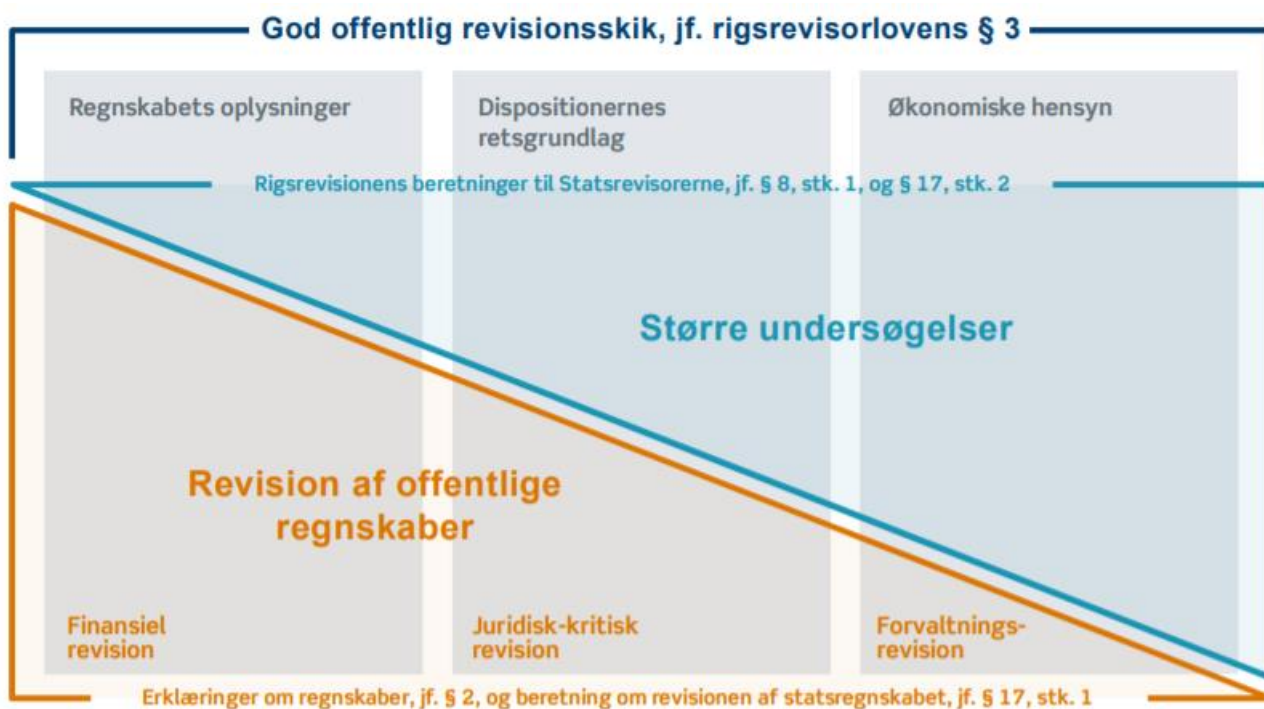 God offentlig revisionsskik, jf. rigsrevisorlovens § 3
Regnskabets oplysninger
Dispositionernes
retsgrundlag
Økonomiske hensyn
Rigsrevisionens beretninger til Statsrevisorerne, jf. § 8, stk. 1, og § 17, stk. 2
Større undersøgelser
Revision af offentlige
regnskaber
Finansiel
revision
Juridisk-kritisk
revision
Forvaltnings-
revision
Erklæringer om regnskaber, jf. § 2, og beretning om revisionen af statsregnskabet, jf. § 17, stk. 1